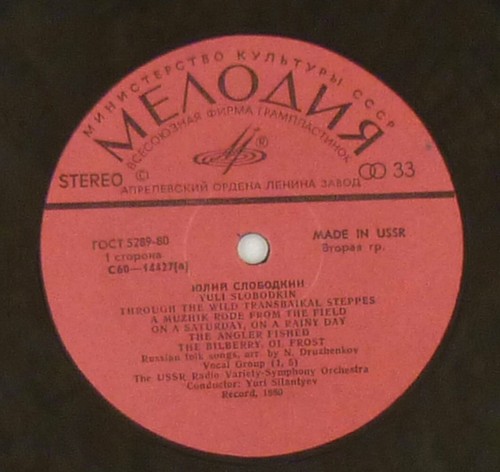 МИНИСТЕРСТВО КУЛЬТУРЫ СССР
МЕЛОДИЯ
ВСЕСОЮЗНАЯ ФИРМА ГРАМПЛАСТИНОК
©
®
STEREO
33
АПРЕЛЕВСКИЙ ОРДЕНА ЛЕНИНА ЗАВОД
ГОСТ 5289-80
MADE IN USSR
1 сторона
Вторая гр.
С60—14427(а)
ЮЛИЙ СЛОБОДКИН
YULI SLOBODKIN
THROUGH THE WILD TRANSBAIKAL STEPPES
A MUZHIK RODE FROM THE FIELD
ON A SATURDAY, ON A RAINY DAY
THE ANGLER FISHED
THE BILBERRY, OI, FROST
Russian folk songs, arr. by N. Druzhenkov
Vocal Group (1, 5)
The USSR Radio Variety-Symphony Orchestra
Conductor: Yuri Silantyev
Record, 1980